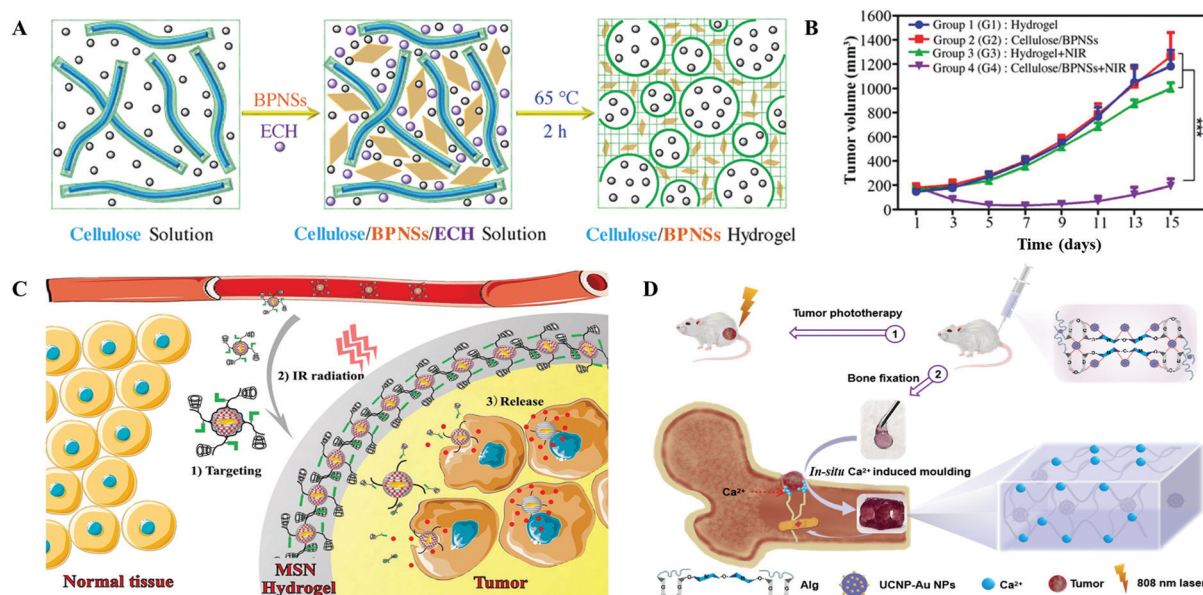 A
BPNSs
ECH
65 °C
2 h
Cellulose Solution
Cellulose/BPNSs/ECH Solution
Cellulose/BPNSs Hydrogel
B
Tumor volume (mm³)
1600
1400
1200
1000
800
600
400
200
0
Group 1 (G1) : Hydrogel
Group 2 (G2) : Cellulose/BPNSs
Group 3 (G3) : Hydrogel+NIR
Group 4 (G4) : Cellulose/BPNSs+NIR
***
1 3 5 7 9 11 13 15
Time (days)
C
1) Targeting
2) IR radiation
3) Release
Normal tissue
MSN
Hydrogel
Tumor
D
Tumor phototherapy
1
2
Bone fixation
In-situ Ca²⁺ induced moulding
Ca²⁺
Alg
UCNP-Au NPs
Ca²⁺
Tumor
808 nm laser